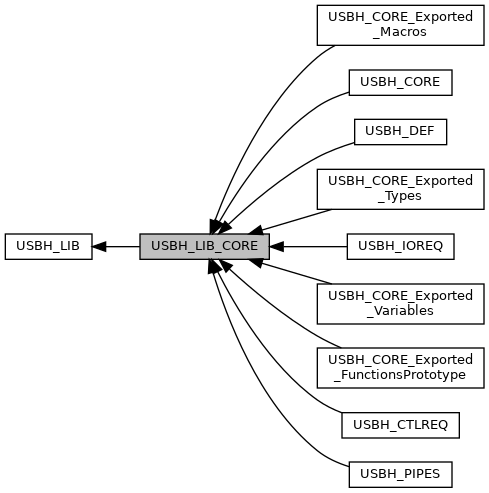 USBH_CORE_Exported
_Macros
USBH_CORE
USBH_DEF
USBH_CORE_Exported
_Types
USBH_LIB
USBH_LIB_CORE
USBH_IOREQ
USBH_CORE_Exported
_Variables
USBH_CORE_Exported
_FunctionsPrototype
USBH_CTLREQ
USBH_PIPES